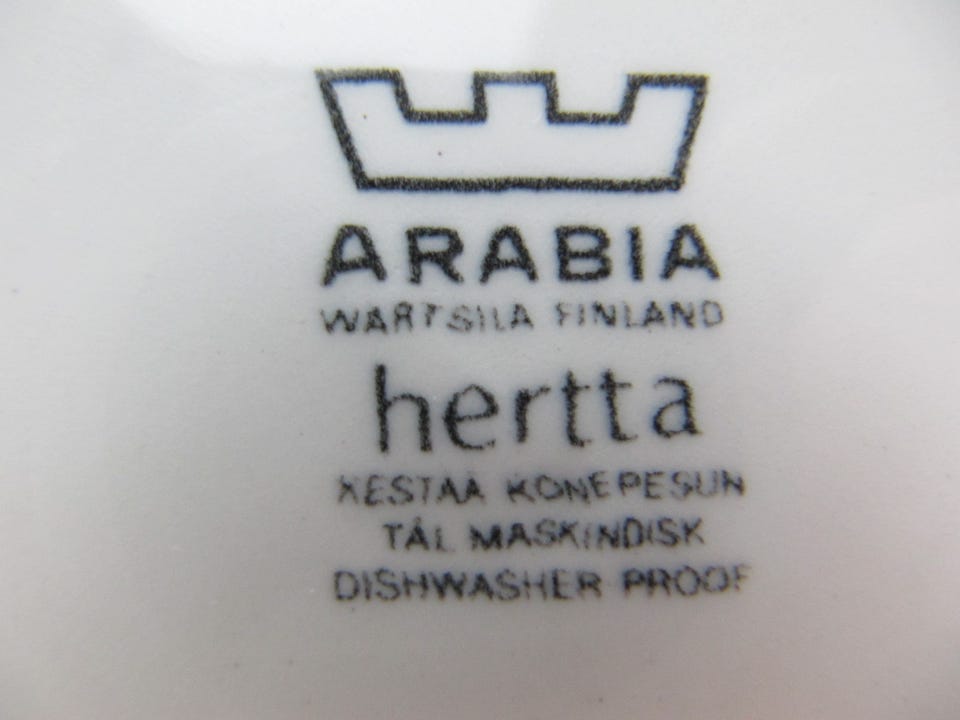 ARABIA
WARTSILA FINLAND
hertta
KESTAA KONEPESUN
TÅL MASKINDISK
DISHWASHER PROOF